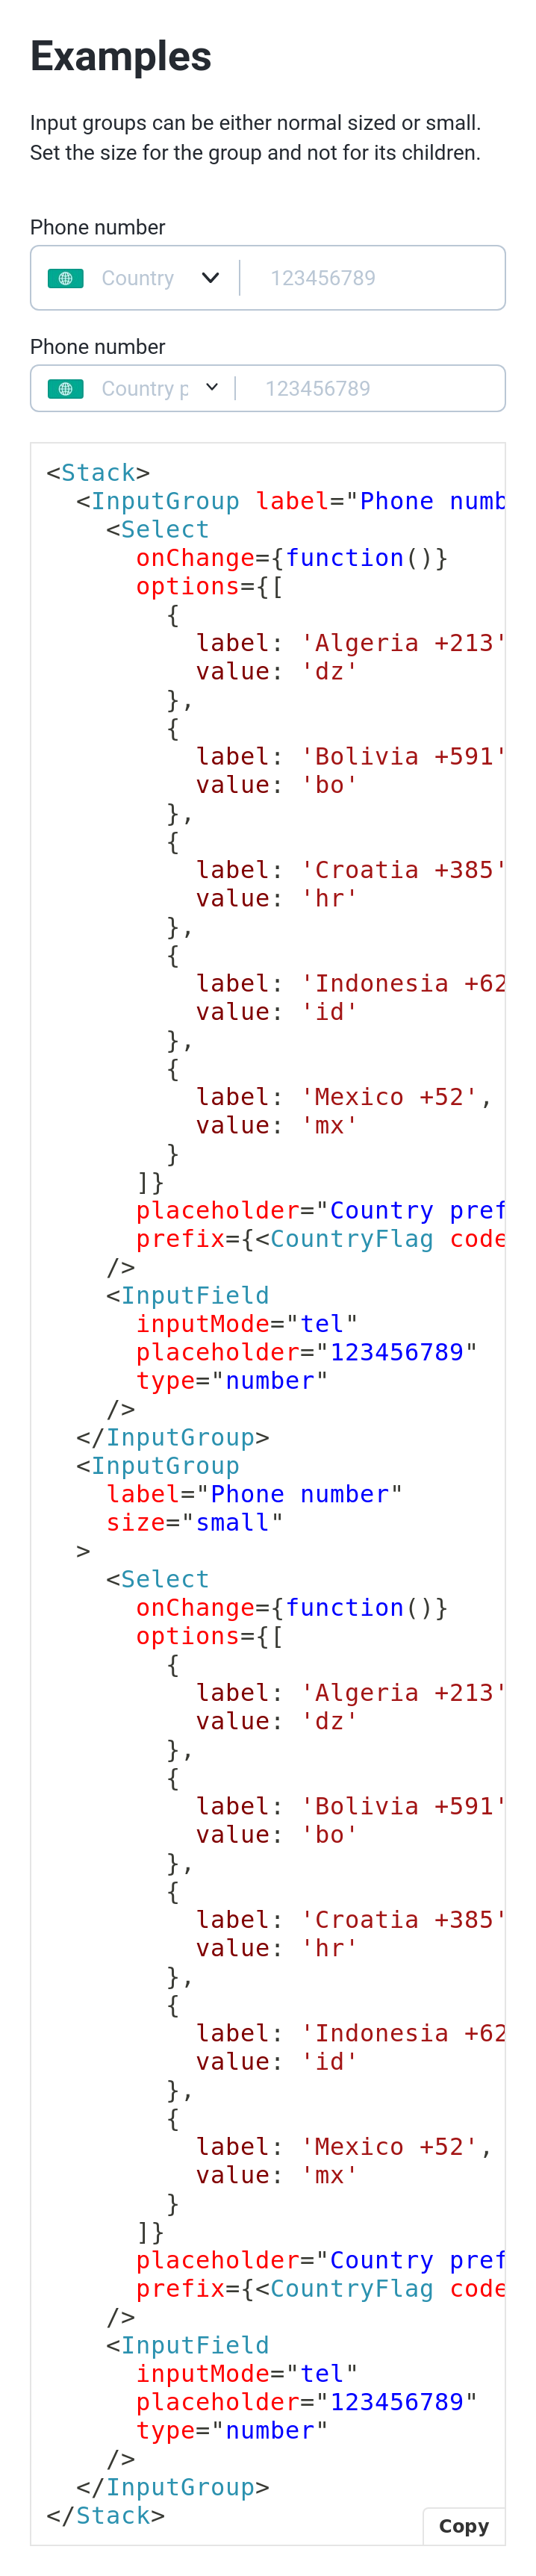 Examples
Input groups can be either normal sized or small.
Set the size for the group and not for its children.
Phone number
Country 123456789
Phone number
Country p 123456789
<Stack>
  <InputGroup label="Phone numb
    <Select
      onChange={function()}
      options={[
        {
          label: 'Algeria +213'
          value: 'dz'
        },
        {
          label: 'Bolivia +591'
          value: 'bo'
        },
        {
          label: 'Croatia +385'
          value: 'hr'
        },
        {
          label: 'Indonesia +62
          value: 'id'
        },
        {
          label: 'Mexico +52',
          value: 'mx'
        }
      ]}
      placeholder="Country pref
      prefix={<CountryFlag code
    />
    <InputField
      inputMode="tel"
      placeholder="123456789"
      type="number"
    />
  </InputGroup>
  <InputGroup
    label="Phone number"
    size="small"
  >
    <Select
      onChange={function()}
      options={[
        {
          label: 'Algeria +213'
          value: 'dz'
        },
        {
          label: 'Bolivia +591'
          value: 'bo'
        },
        {
          label: 'Croatia +385'
          value: 'hr'
        },
        {
          label: 'Indonesia +62
          value: 'id'
        },
        {
          label: 'Mexico +52',
          value: 'mx'
        }
      ]}
      placeholder="Country pref
      prefix={<CountryFlag code
    />
    <InputField
      inputMode="tel"
      placeholder="123456789"
      type="number"
    />
  </InputGroup>
</Stack>
Copy